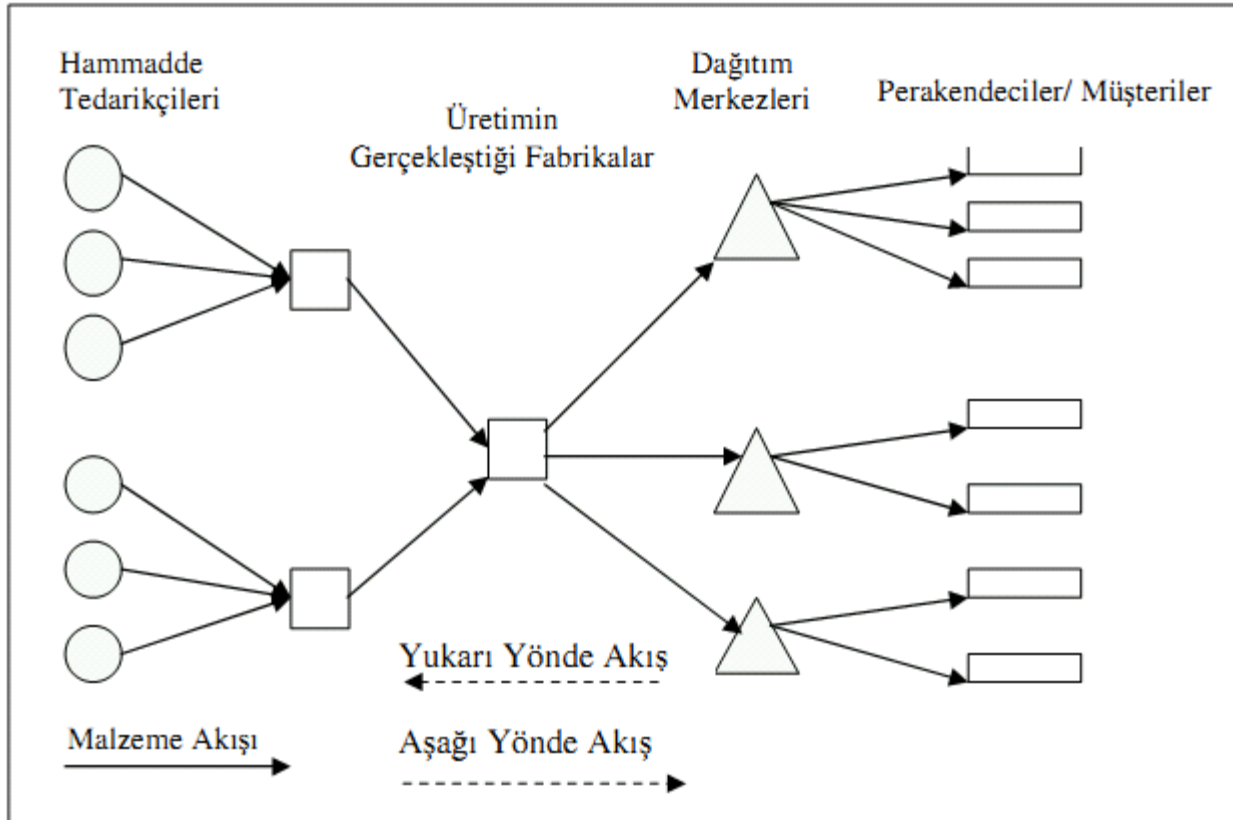 Hammadde
Tedarikçileri
Üretimin
Gerçekleştiği Fabrikalar
Dağıtım
Merkezleri
Perakendeciler/ Müşteriler
Yukarı Yönde Akış
Malzeme Akışı
Aşağı Yönde Akış